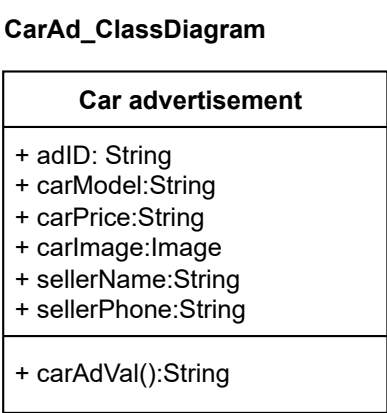 CarAd_ClassDiagram
Car advertisement
+ adID: String
+ carModel:String
+ carPrice:String
+ carImage:Image
+ sellerName:String
+ sellerPhone:String
+ carAdVal():String